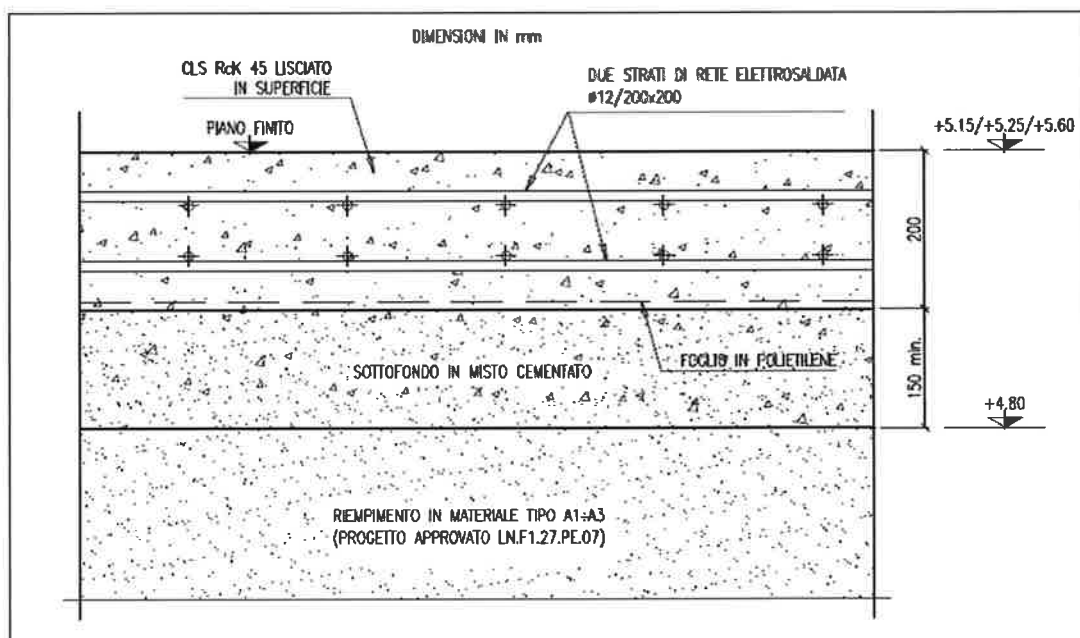 DIMENSIONI IN mm
CLS RcK 45 LISCIATO
IN SUPERFICIE
DUE STRATI DI RETE ELETTROSALDATA
ø12/200x200
PIANO FINITO
+5.15/+5.25/+5.60
200
FOGLIO IN POLIETILENE
SOTTOFONDO IN MISTO CEMENTATO
150 min.
+4,80
RIEMPIMENTO IN MATERIALE TIPO A1÷A3
(PROGETTO APPROVATO LN.F1.27.PE.07)